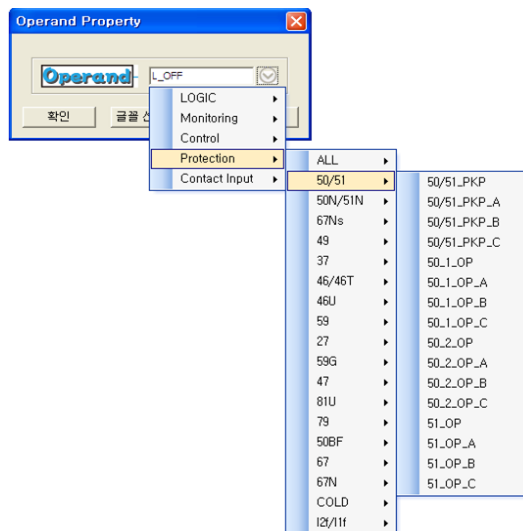 Operand Property
Operand
L_OFF
확인
글꼴 선
LOGIC
Monitoring
Control
Protection
Contact Input
ALL
50/51
50N/51N
67Ns
49
37
46/46T
46U
59
27
59G
47
81U
79
50BF
67
67N
COLD
I2f/I1f
50/51_PKP
50/51_PKP_A
50/51_PKP_B
50/51_PKP_C
50_1_OP
50_1_OP_A
50_1_OP_B
50_1_OP_C
50_2_OP
50_2_OP_A
50_2_OP_B
50_2_OP_C
51_OP
51_OP_A
51_OP_B
51_OP_C